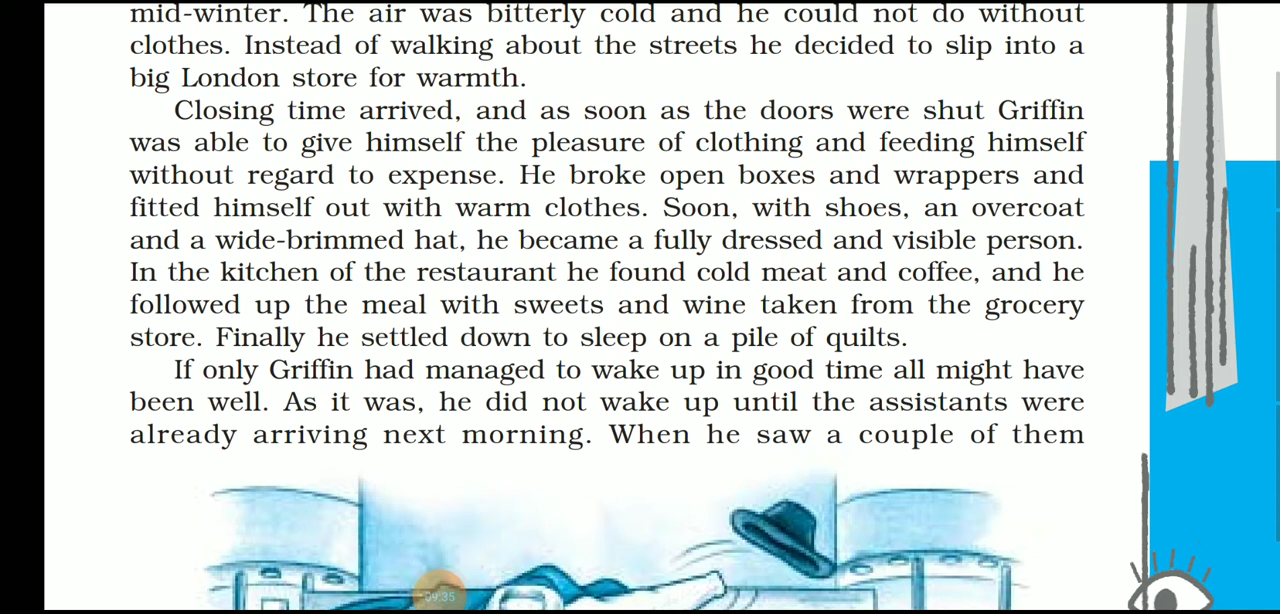 mid-winter. The air was bitterly cold and he could not do without
clothes. Instead of walking about the streets he decided to slip into a
big London store for warmth.
Closing time arrived, and as soon as the doors were shut Griffin
was able to give himself the pleasure of clothing and feeding himself
without regard to expense. He broke open boxes and wrappers and
fitted himself out with warm clothes. Soon, with shoes, an overcoat
and a wide-brimmed hat, he became a fully dressed and visible person.
In the kitchen of the restaurant he found cold meat and coffee, and he
followed up the meal with sweets and wine taken from the grocery
store. Finally he settled down to sleep on a pile of quilts.
If only Griffin had managed to wake up in good time all might have
been well. As it was, he did not wake up until the assistants were
already arriving next morning. When he saw a couple of them
09:35